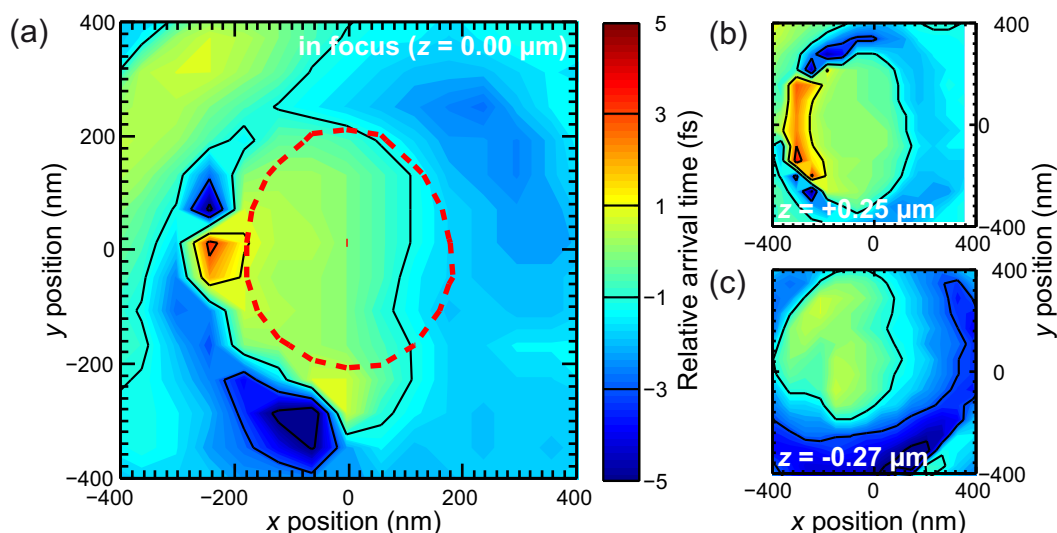 (a)
in focus (z = 0.00 µm)
400
200
0
−200
−400
y position (nm)
−400
−200
0
200
400
x position (nm)
5
3
1
−1
−3
−5
Relative arrival time (fs)
(b)
z = +0.25 µm
400
0
−400
−400
0
400
y position (nm)
(c)
z = -0.27 µm
400
0
−400
−400
0
400
x position (nm)